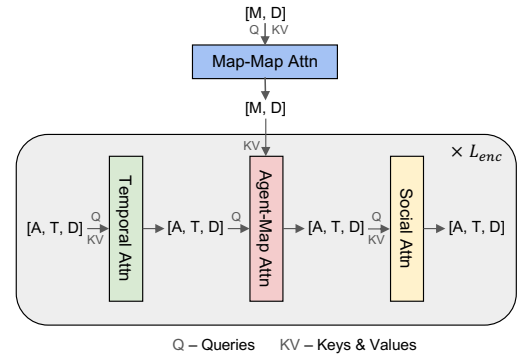 [M, D]
Q KV
Map-Map Attn
[M, D]
× L_enc
KV
[A, T, D] Q KV Temporal Attn [A, T, D] Q Agent-Map Attn [A, T, D] Q KV Social Attn [A, T, D]
Q – Queries KV – Keys & Values